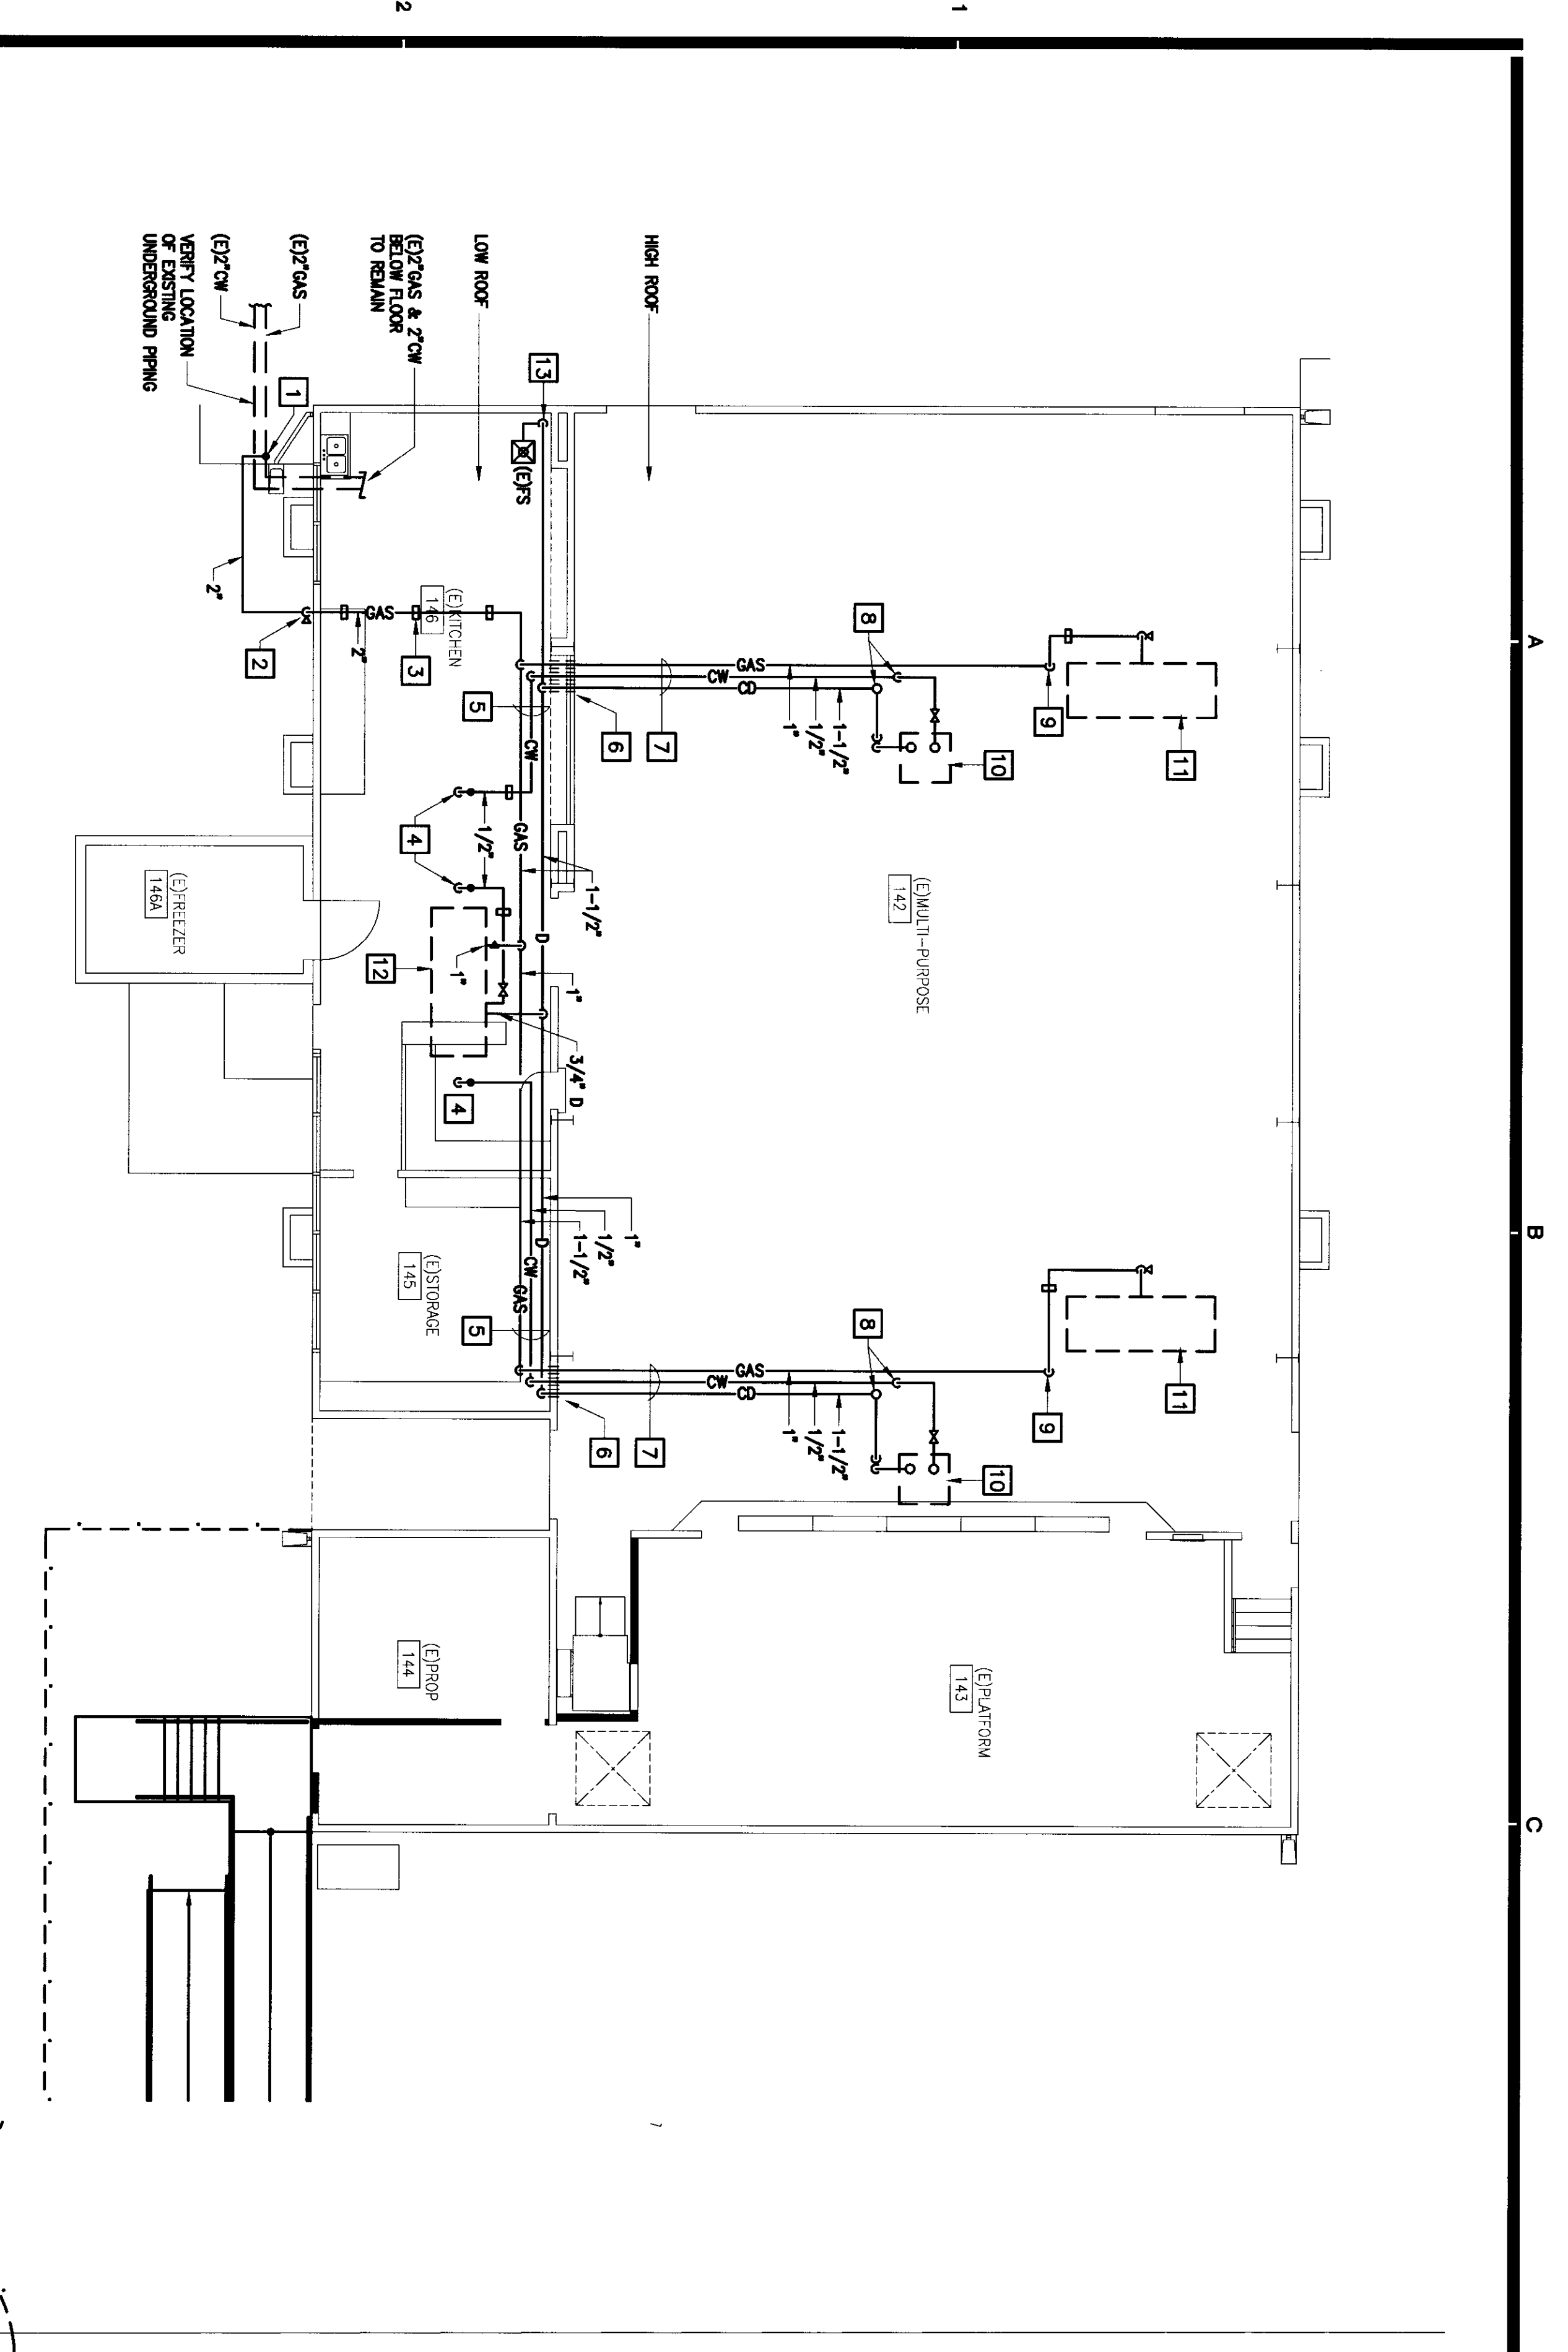 2
1
A
B
C
HIGH ROOF
LOW ROOF
(E)2"GAS & 2"CW
BELOW FLOOR
TO REMAIN
(E)2"GAS
(E)2"CW
VERIFY LOCATION
OF EXISTING
UNDERGROUND PIPING
1
13
(E)FS
2"
2
GAS
2"
3
(E)KITCHEN
146
8
GAS
CW
CD
1"
1/2"
1-1/2"
5
6
7
9
10
11
CW
4
1/2"
GAS
1-1/2"
(E)MULTI-PURPOSE
142
(E)FREEZER
146A
D
12
1"
1"
3/4" D
4
1"
1/2"
1-1/2"
D
CW
GAS
(E)STORAGE
145
5
8
GAS
CW
CD
1"
1/2"
1-1/2"
6
7
9
10
11
(E)PROP
144
(E)PLATFORM
143